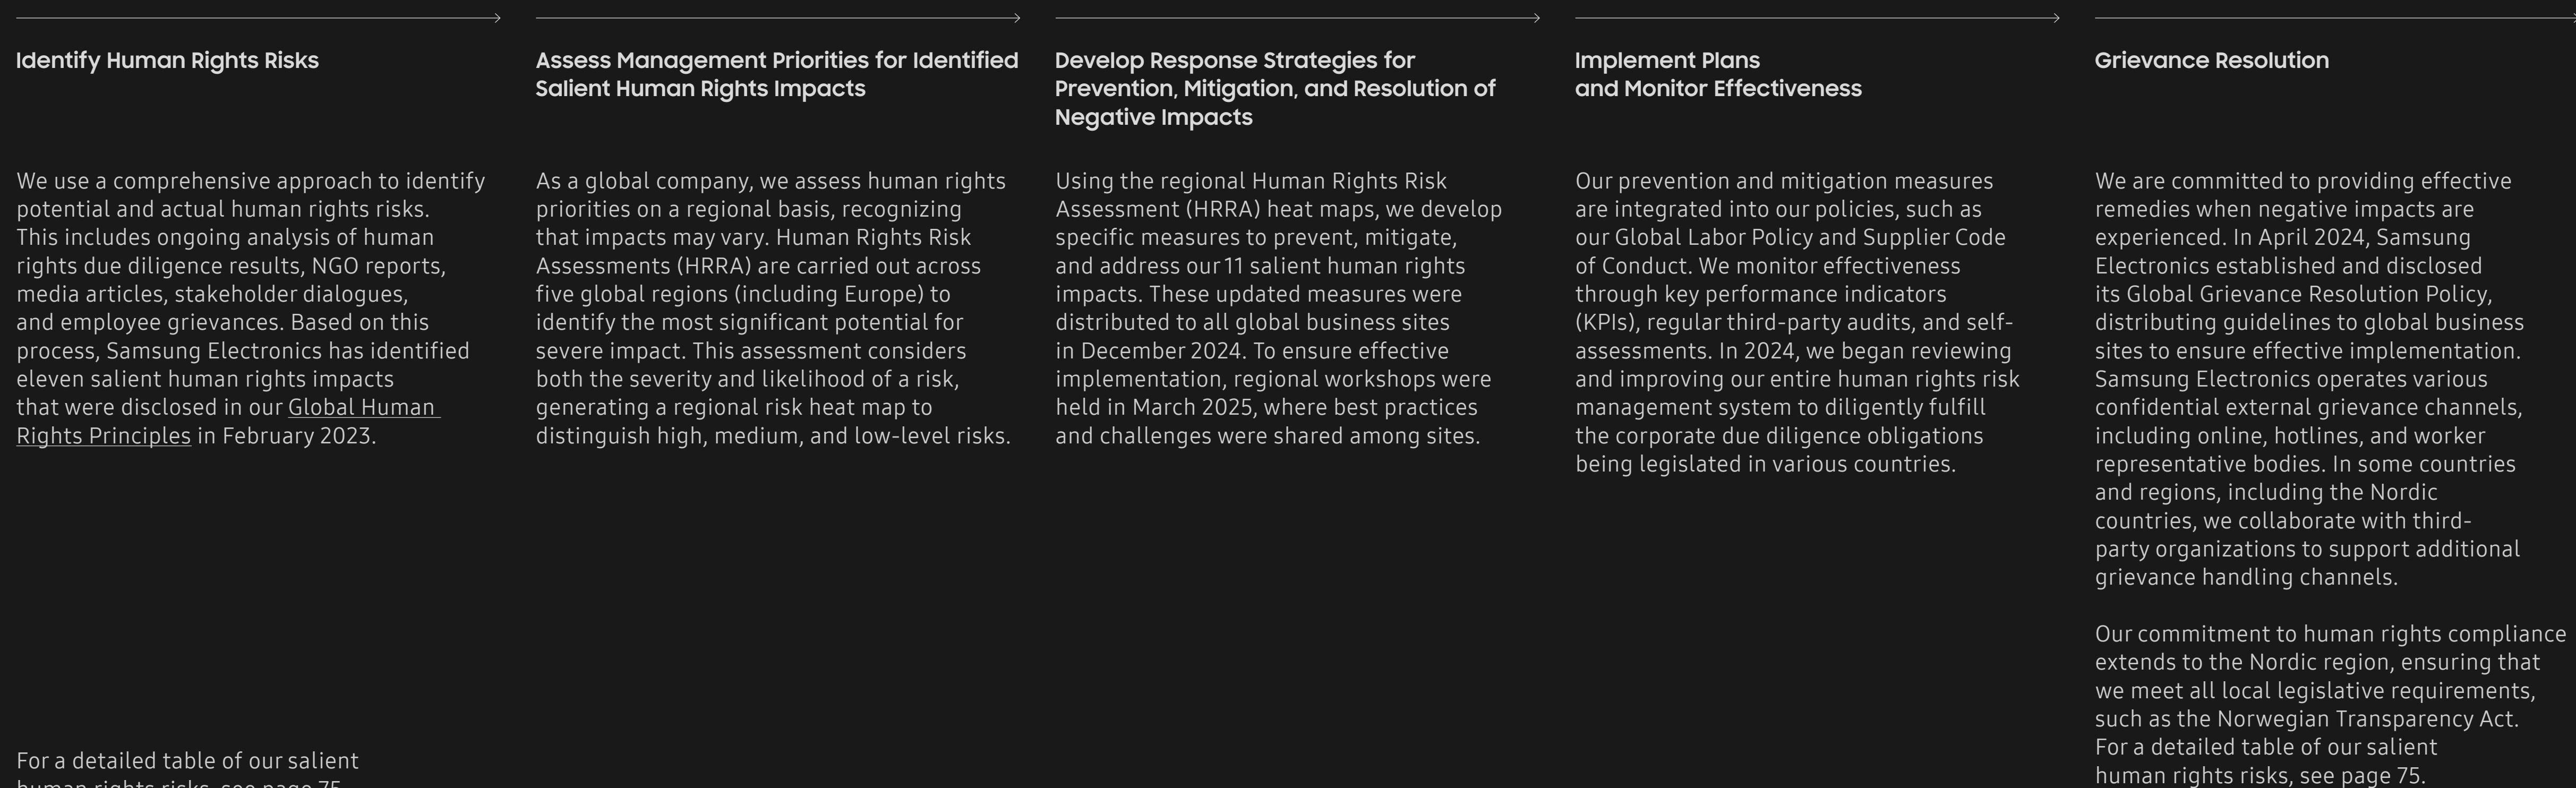 Identify Human Rights Risks
We use a comprehensive approach to identify
potential and actual human rights risks.
This includes ongoing analysis of human
rights due diligence results, NGO reports,
media articles, stakeholder dialogues,
and employee grievances. Based on this
process, Samsung Electronics has identified
eleven salient human rights impacts
that were disclosed in our Global Human
Rights Principles in February 2023.
For a detailed table of our salient
human rights risks, see page 75.
Assess Management Priorities for Identified
Salient Human Rights Impacts
As a global company, we assess human rights
priorities on a regional basis, recognizing
that impacts may vary. Human Rights Risk
Assessments (HRRA) are carried out across
five global regions (including Europe) to
identify the most significant potential for
severe impact. This assessment considers
both the severity and likelihood of a risk,
generating a regional risk heat map to
distinguish high, medium, and low-level risks.
Develop Response Strategies for
Prevention, Mitigation, and Resolution of
Negative Impacts
Using the regional Human Rights Risk
Assessment (HRRA) heat maps, we develop
specific measures to prevent, mitigate,
and address our 11 salient human rights
impacts. These updated measures were
distributed to all global business sites
in December 2024. To ensure effective
implementation, regional workshops were
held in March 2025, where best practices
and challenges were shared among sites.
Implement Plans
and Monitor Effectiveness
Our prevention and mitigation measures
are integrated into our policies, such as
our Global Labor Policy and Supplier Code
of Conduct. We monitor effectiveness
through key performance indicators
(KPIs), regular third-party audits, and self-
assessments. In 2024, we began reviewing
and improving our entire human rights risk
management system to diligently fulfill
the corporate due diligence obligations
being legislated in various countries.
Grievance Resolution
We are committed to providing effective
remedies when negative impacts are
experienced. In April 2024, Samsung
Electronics established and disclosed
its Global Grievance Resolution Policy,
distributing guidelines to global business
sites to ensure effective implementation.
Samsung Electronics operates various
confidential external grievance channels,
including online, hotlines, and worker
representative bodies. In some countries
and regions, including the Nordic
countries, we collaborate with third-
party organizations to support additional
grievance handling channels.
Our commitment to human rights compliance
extends to the Nordic region, ensuring that
we meet all local legislative requirements,
such as the Norwegian Transparency Act.
For a detailed table of our salient
human rights risks, see page 75.